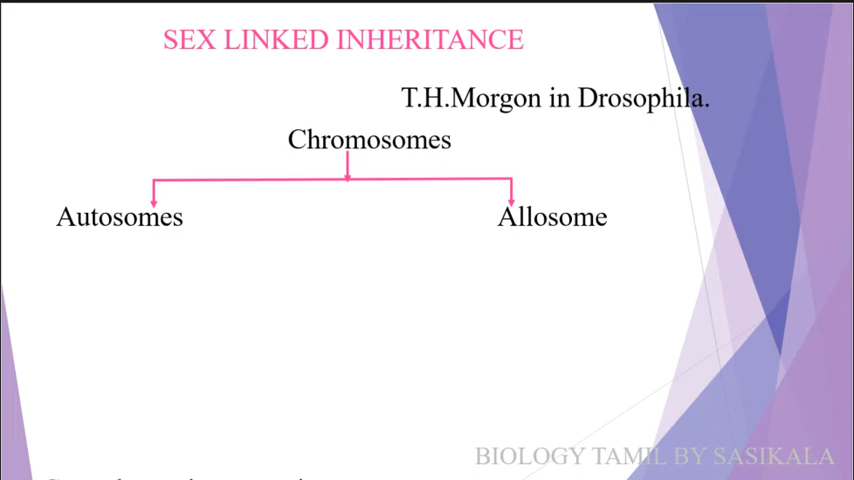 SEX LINKED INHERITANCE
T.H.Morgon in Drosophila.
Chromosomes
Autosomes Allosome
BIOLOGY TAMIL BY SASIKALA